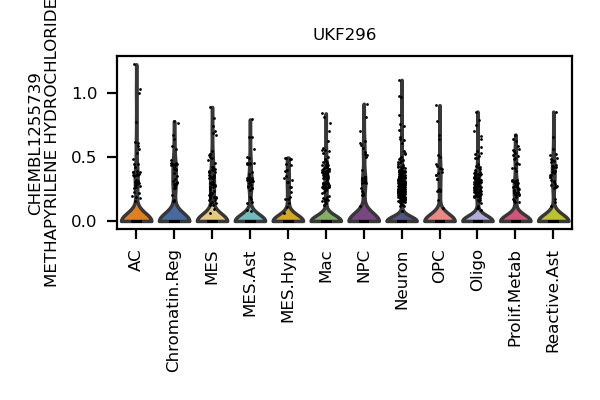 UKF296
CHEMBL1255739
METHAPYRILENE HYDROCHLORIDE
1.0
0.5
0.0
AC
Chromatin.Reg
MES
MES.Ast
MES.Hyp
Mac
NPC
Neuron
OPC
Oligo
Prolif.Metab
Reactive.Ast